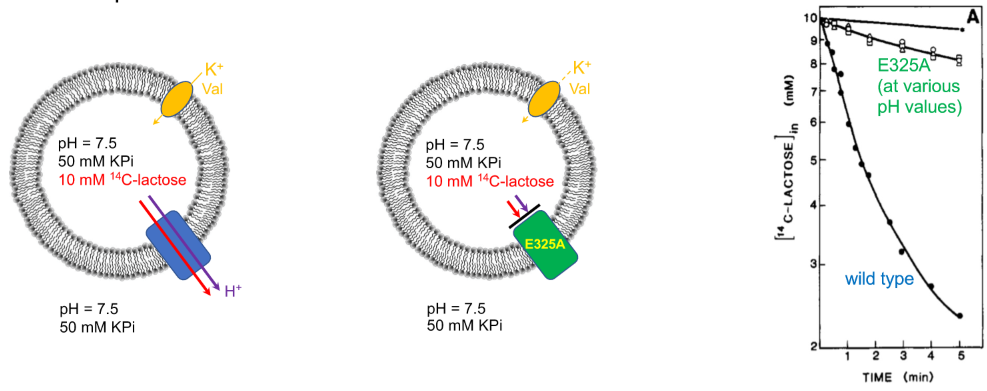 K⁺
Val
pH = 7.5
50 mM KPi
10 mM ¹⁴C-lactose
H⁺
pH = 7.5
50 mM KPi
K⁺
Val
pH = 7.5
50 mM KPi
10 mM ¹⁴C-lactose
E325A
pH = 7.5
50 mM KPi
A
[¹⁴C-LACTOSE]in (mM)
10
9
8
7
6
5
4
3
2
E325A
(at various
pH values)
wild type
1 2 3 4 5
TIME (min)